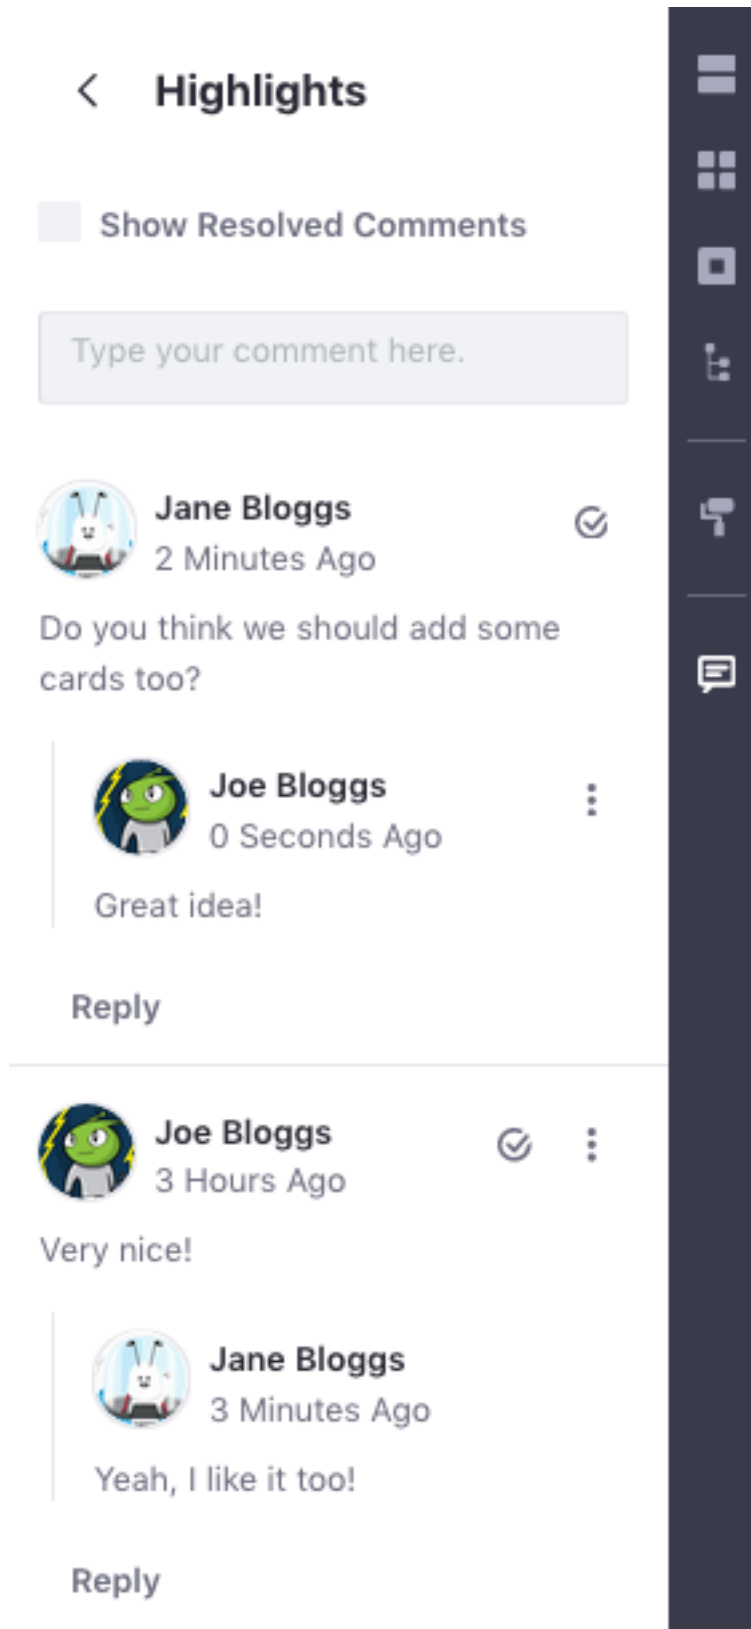 Highlights
Show Resolved Comments
Type your comment here.
Jane Bloggs
2 Minutes Ago
Do you think we should add some
cards too?
Joe Bloggs
0 Seconds Ago
Great idea!
Reply
Joe Bloggs
3 Hours Ago
Very nice!
Jane Bloggs
3 Minutes Ago
Yeah, I like it too!
Reply